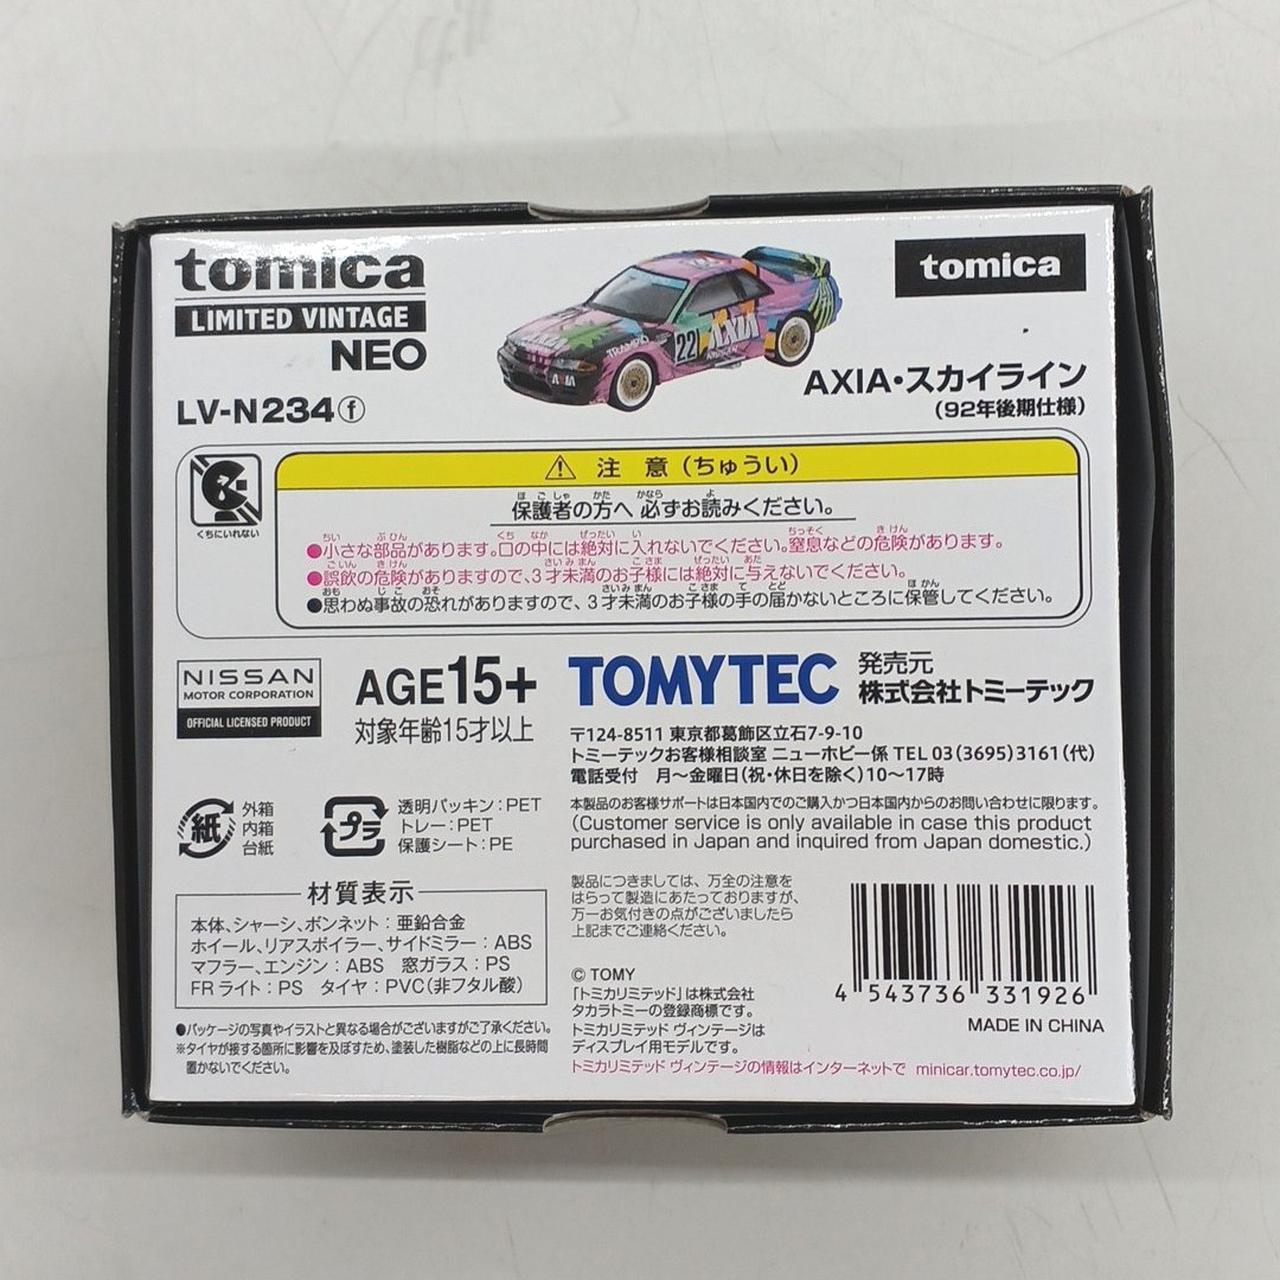 tomica
LIMITED VINTAGE
NEO
LV-N234ⓕ
tomica
AXIA・スカイライン
(92年後期仕様)
22
AXIA
TRAMPIO
AXIA
くちにいれない
⚠ 注 意(ちゅうい)
保護者の方へ 必ずお読みください。
●小さな部品があります。口の中には絶対に入れないでください。窒息などの危険があります。
●誤飲の危険がありますので、3才未満のお子様には絶対に与えないでください。
●思わぬ事故の恐れがありますので、3才未満のお子様の手の届かないところに保管してください。
NISSAN
MOTOR CORPORATION
OFFICIAL LICENSED PRODUCT
AGE15+
対象年齢15才以上
TOMYTEC
発売元
株式会社トミーテック
〒124-8511 東京都葛飾区立石7-9-10
トミーテックお客様相談室 ニューホビー係 TEL 03(3695)3161(代)
電話受付 月〜金曜日(祝・休日を除く)10〜17時
紙
外箱
内箱
台紙
プラ
透明パッキン:PET
トレー:PET
保護シート:PE
本製品のお客様サポートは日本国内でのご購入かつ日本国内からのお問い合わせに限ります。
(Customer service is only available in case this product
purchased in Japan and inquired from Japan domestic.)
材質表示
本体、シャーシ、ボンネット:亜鉛合金
ホイール、リアスポイラー、サイドミラー:ABS
マフラー、エンジン:ABS 窓ガラス:PS
FRライト:PS タイヤ:PVC(非フタル酸)
●パッケージの写真やイラストと異なる場合がございますがご了承ください。
※タイヤが接する箇所に影響を及ぼすため、塗装した樹脂などの上に長時間
置かないでください。
製品につきましては、万全の注意を
はらって製造にあたっておりますが、
万一お気付きの点がございましたら
上記までご連絡ください。
© TOMY
「トミカリミテッド」は株式会社
タカラトミーの登録商標です。
トミカリミテッド ヴィンテージは
ディスプレイ用モデルです。
トミカリミテッド ヴィンテージの情報はインターネットで minicar.tomytec.co.jp/
4 543736 331926
MADE IN CHINA